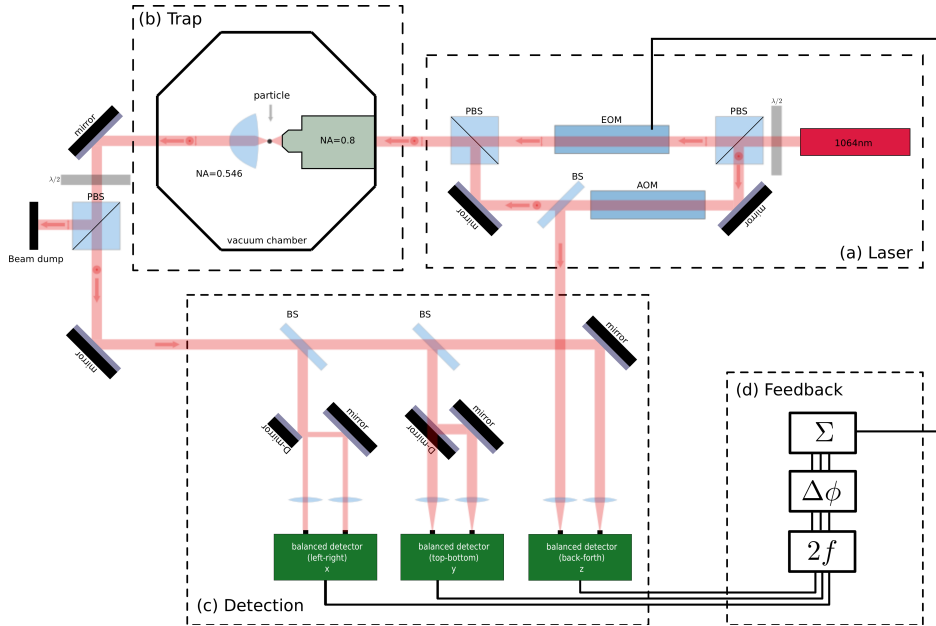 (b) Trap
mirror
particle
NA=0.8
NA=0.546
vacuum chamber
λ/2
PBS
Beam dump
mirror
PBS
EOM
PBS
λ/2
1064nm
BS
AOM
mirror
mirror
(a) Laser
BS
BS
mirror
D-mirror
mirror
D-mirror
mirror
balanced detector
(left-right)
x
balanced detector
(top-bottom)
y
balanced detector
(back-forth)
z
(c) Detection
(d) Feedback
Σ
Δϕ
2f